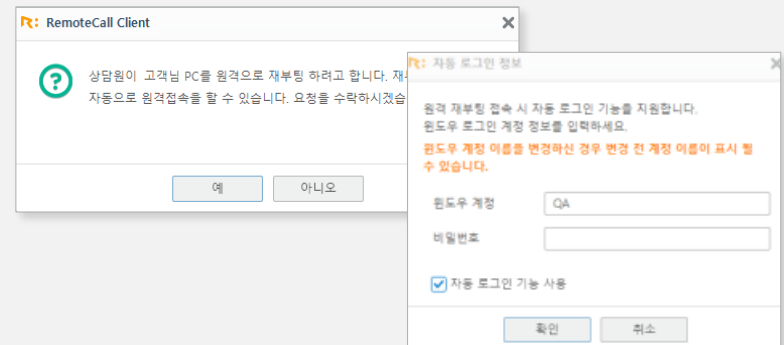 RemoteCall Client
상담원이 고객님 PC를 원격으로 재부팅 하려고 합니다.
자동으로 원격접속을 할 수 있습니다. 요청을
예
아니오
자동 로그인 정보
원격 재부팅 접속 시 자동 로그인 기능을 지원합니다.
윈도우 로그인 계정 정보를 입력하세요.
윈도우 계정 이름을 변경하신 경우 변경 전 계정 이름이 표시 될
수 있습니다.
윈도우 계정
QA
비밀번호
자동 로그인 기능 사용
확인
취소